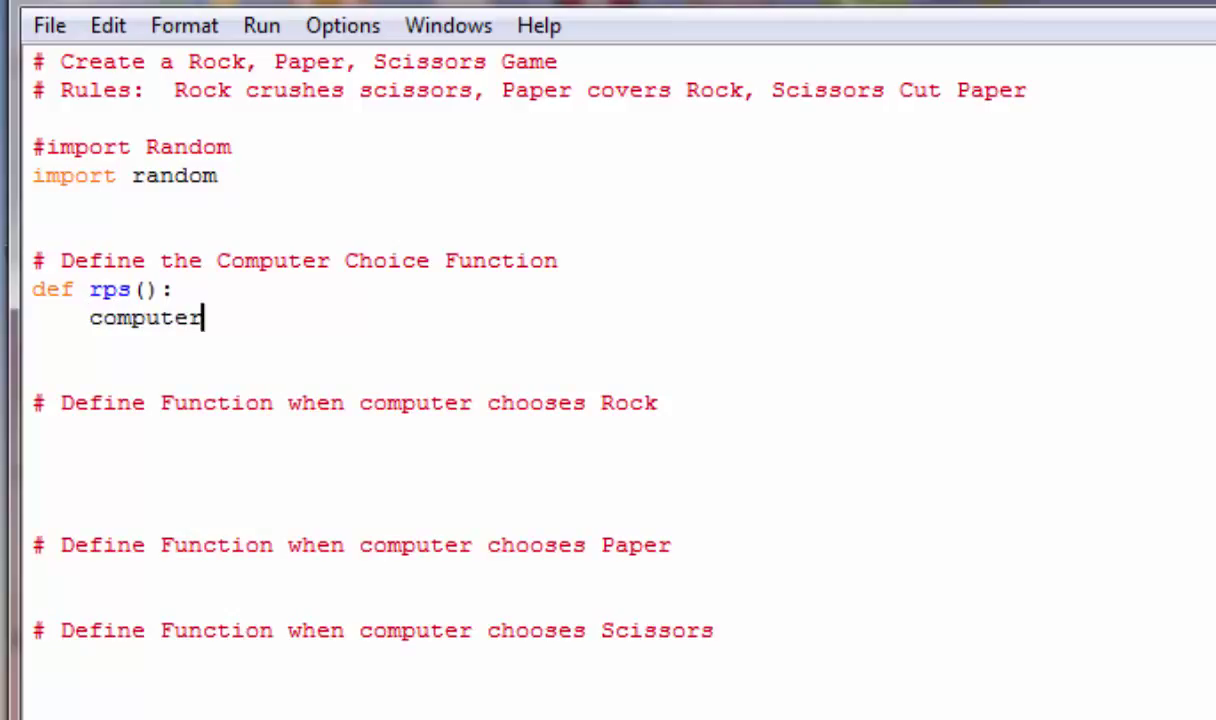 File Edit Format Run Options Windows Help
# Create a Rock, Paper, Scissors Game
# Rules:  Rock crushes scissors, Paper covers Rock, Scissors Cut Paper
#import Random
import random
# Define the Computer Choice Function
def rps():
    computer
# Define Function when computer chooses Rock
# Define Function when computer chooses Paper
# Define Function when computer chooses Scissors